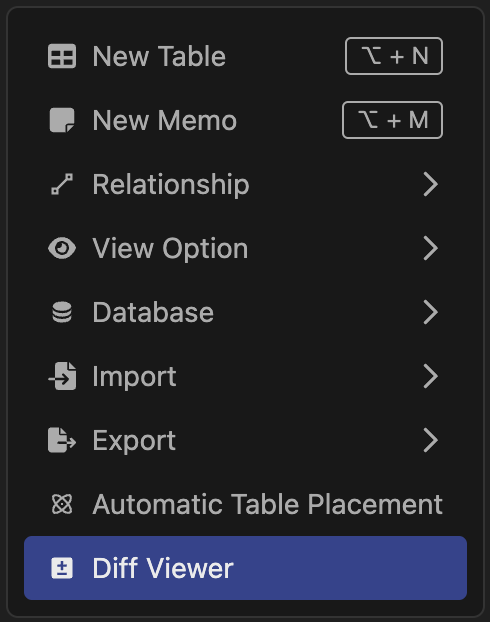 New Table ⌥ + N
New Memo ⌥ + M
Relationship
View Option
Database
Import
Export
Automatic Table Placement
Diff Viewer